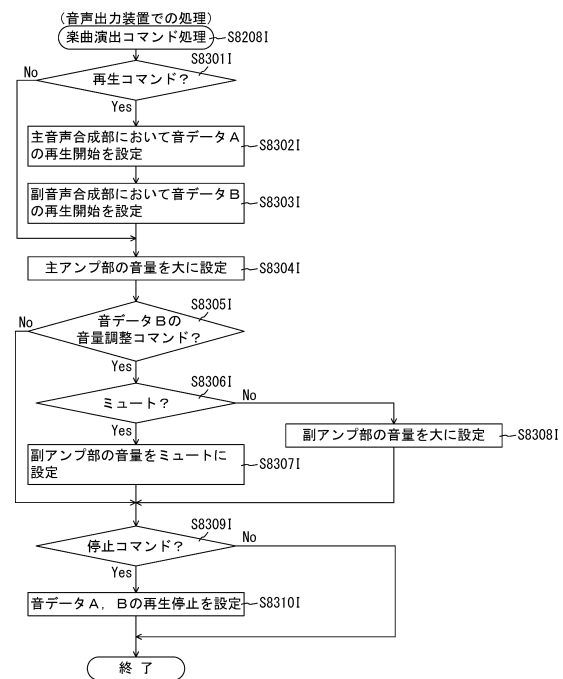 (音声出力装置での処理)
楽曲演出コマンド処理
S8208I
S8301I
再生コマンド?
No
Yes
主音声合成部において音データA
の再生開始を設定
S8302I
副音声合成部において音データB
の再生開始を設定
S8303I
主アンプ部の音量を大に設定
S8304I
S8305I
音データBの
音量調整コマンド?
No
Yes
S8306I
ミュート?
No
Yes
副アンプ部の音量を大に設定
S8308I
副アンプ部の音量をミュートに
設定
S8307I
S8309I
停止コマンド?
No
Yes
音データA,Bの再生停止を設定
S8310I
終了